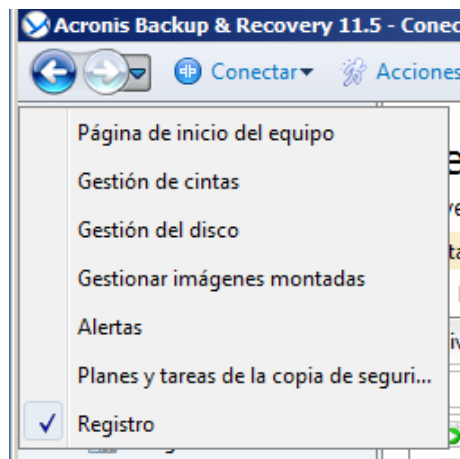 Acronis Backup & Recovery 11.5 - Conec
Conectar Acciones
Página de inicio del equipo
Gestión de cintas
Gestión del disco
Gestionar imágenes montadas
Alertas
Planes y tareas de la copia de seguri...
Registro